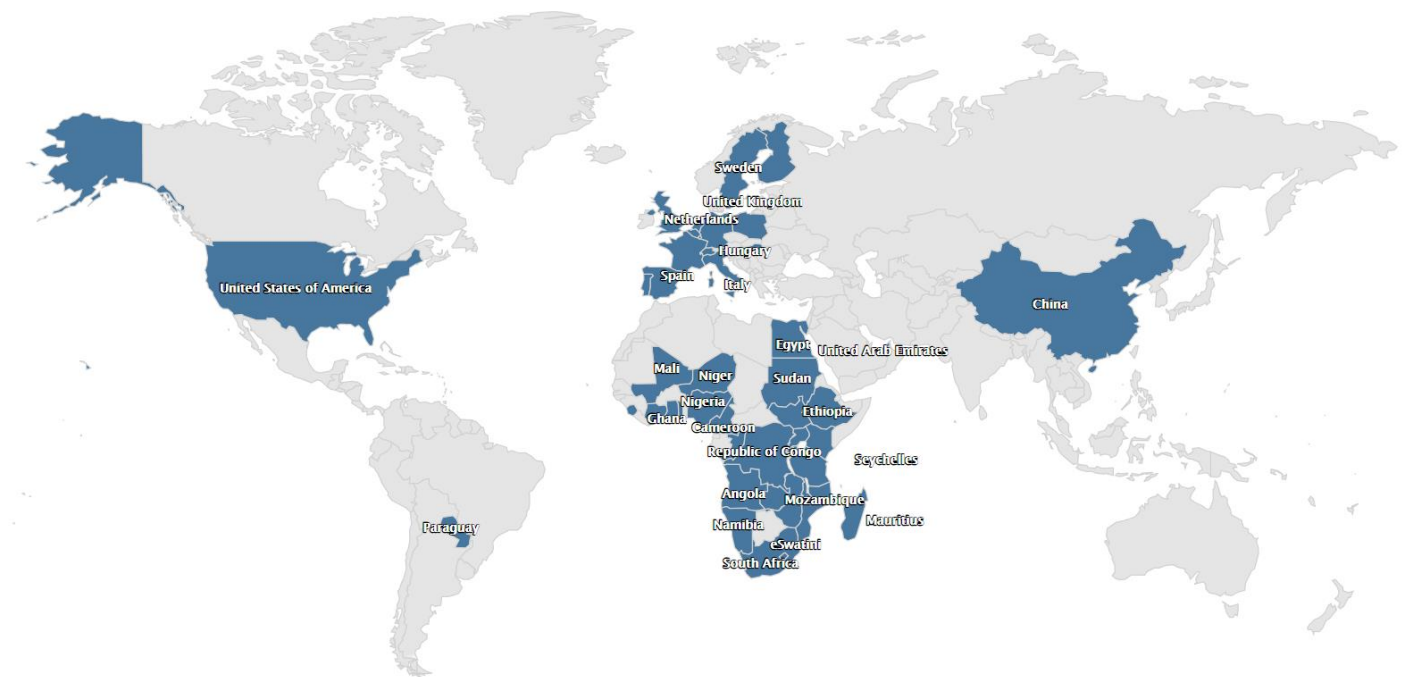 Sweden
United Kingdom
Netherlands
Hungary
Spain
Italy
United States of America
China
Egypt
United Arab Emirates
Mali
Niger
Sudan
Nigeria
Ethiopia
Ghana
Cameroon
Republic of Congo
Seychelles
Angola
Mozambique
Mauritius
Namibia
Paraguay
eSwatini
South Africa